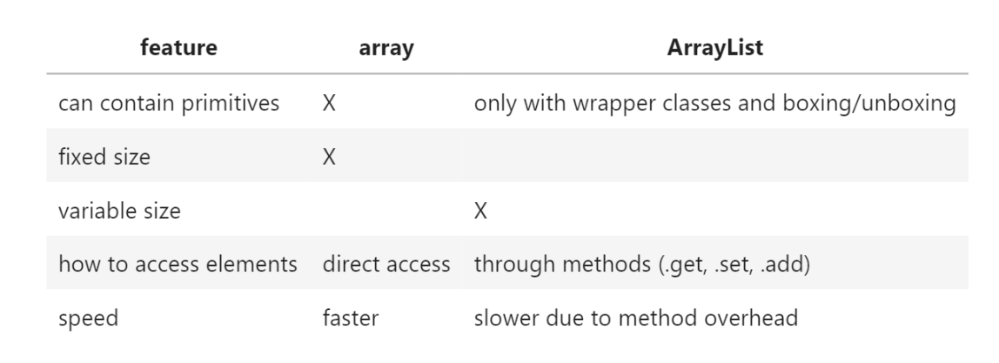 feature array ArrayList
can contain primitives X only with wrapper classes and boxing/unboxing
fixed size X
variable size X
how to access elements direct access through methods (.get, .set, .add)
speed faster slower due to method overhead